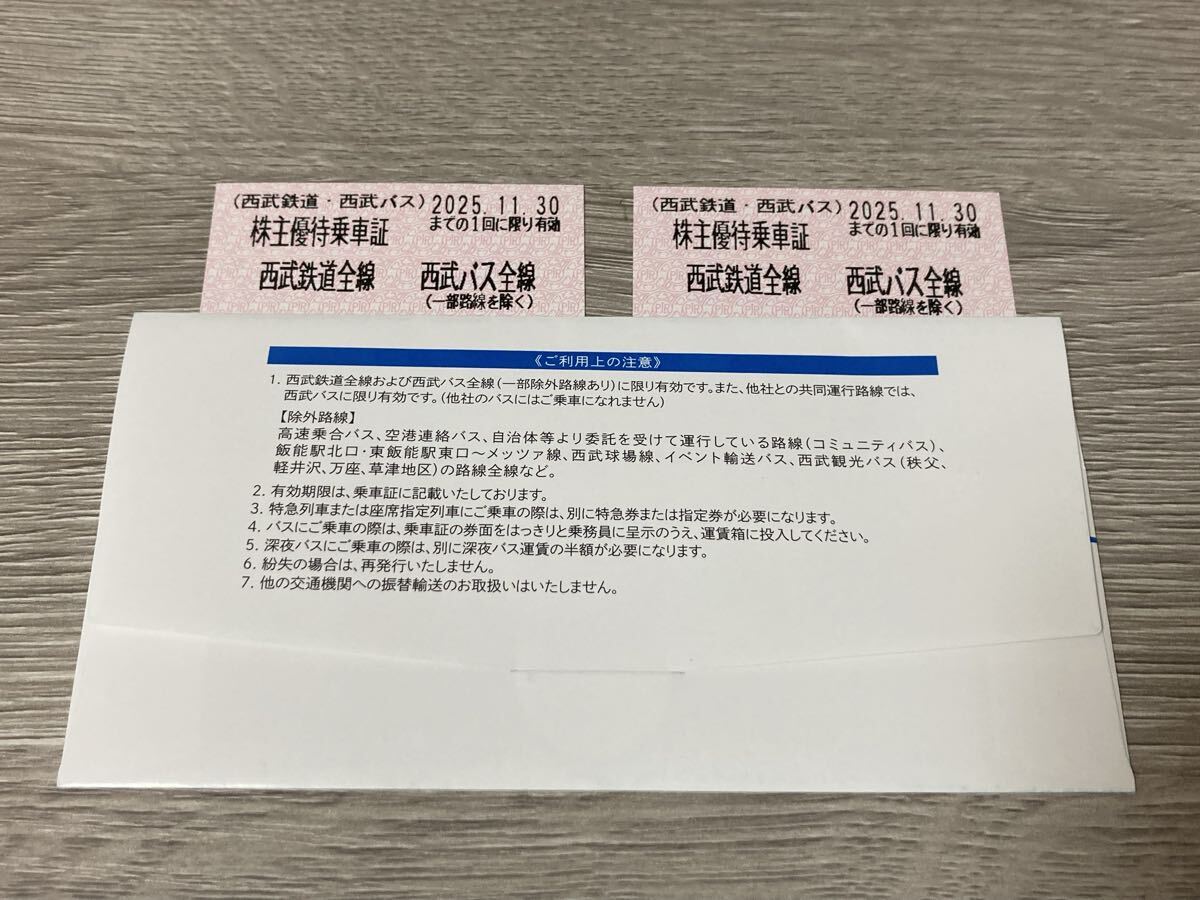 (西武鉄道・西武バス) 2025.11.30
株主優待乗車証 までの1回に限り有効
西武鉄道全線 西武バス全線
(一部路線を除く)
(西武鉄道・西武バス) 2025.11.30
株主優待乗車証 までの1回に限り有効
西武鉄道全線 西武バス全線
(一部路線を除く)
《ご利用上の注意》
1. 西武鉄道全線および西武バス全線(一部除外路線あり)に限り有効です。また、他社との共同運行路線では、
西武バスに限り有効です。(他社のバスにはご乗車になれません)
【除外路線】
高速乗合バス、空港連絡バス、自治体等より委託を受けて運行している路線(コミュニティバス)、
飯能駅北口・東飯能駅東口〜メッツァ線、西武球場線、イベント輸送バス、西武観光バス(秩父、
軽井沢、万座、草津地区)の路線全線など。
2. 有効期限は、乗車証に記載いたしております。
3. 特急列車または座席指定列車にご乗車の際は、別に特急券または指定券が必要になります。
4. バスにご乗車の際は、乗車証の券面をはっきりと乗務員に呈示のうえ、運賃箱に投入してください。
5. 深夜バスにご乗車の際は、別に深夜バス運賃の半額が必要になります。
6. 紛失の場合は、再発行いたしません。
7. 他の交通機関への振替輸送のお取扱いはいたしません。